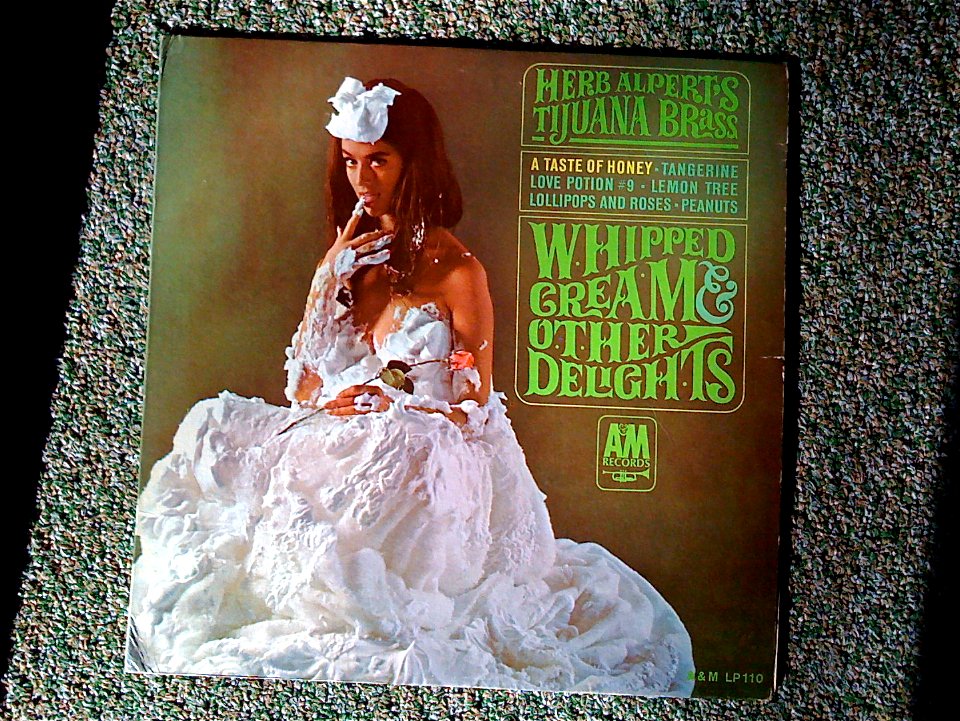 HERB ALPERT'S
TIJUANA BRASS
A TASTE OF HONEY • TANGERINE
LOVE POTION #9 • LEMON TREE
LOLLIPOPS AND ROSES • PEANUTS
WHIPPED
CREAM &
OTHER
DELIGHTS
A&M
RECORDS
A&M LP110